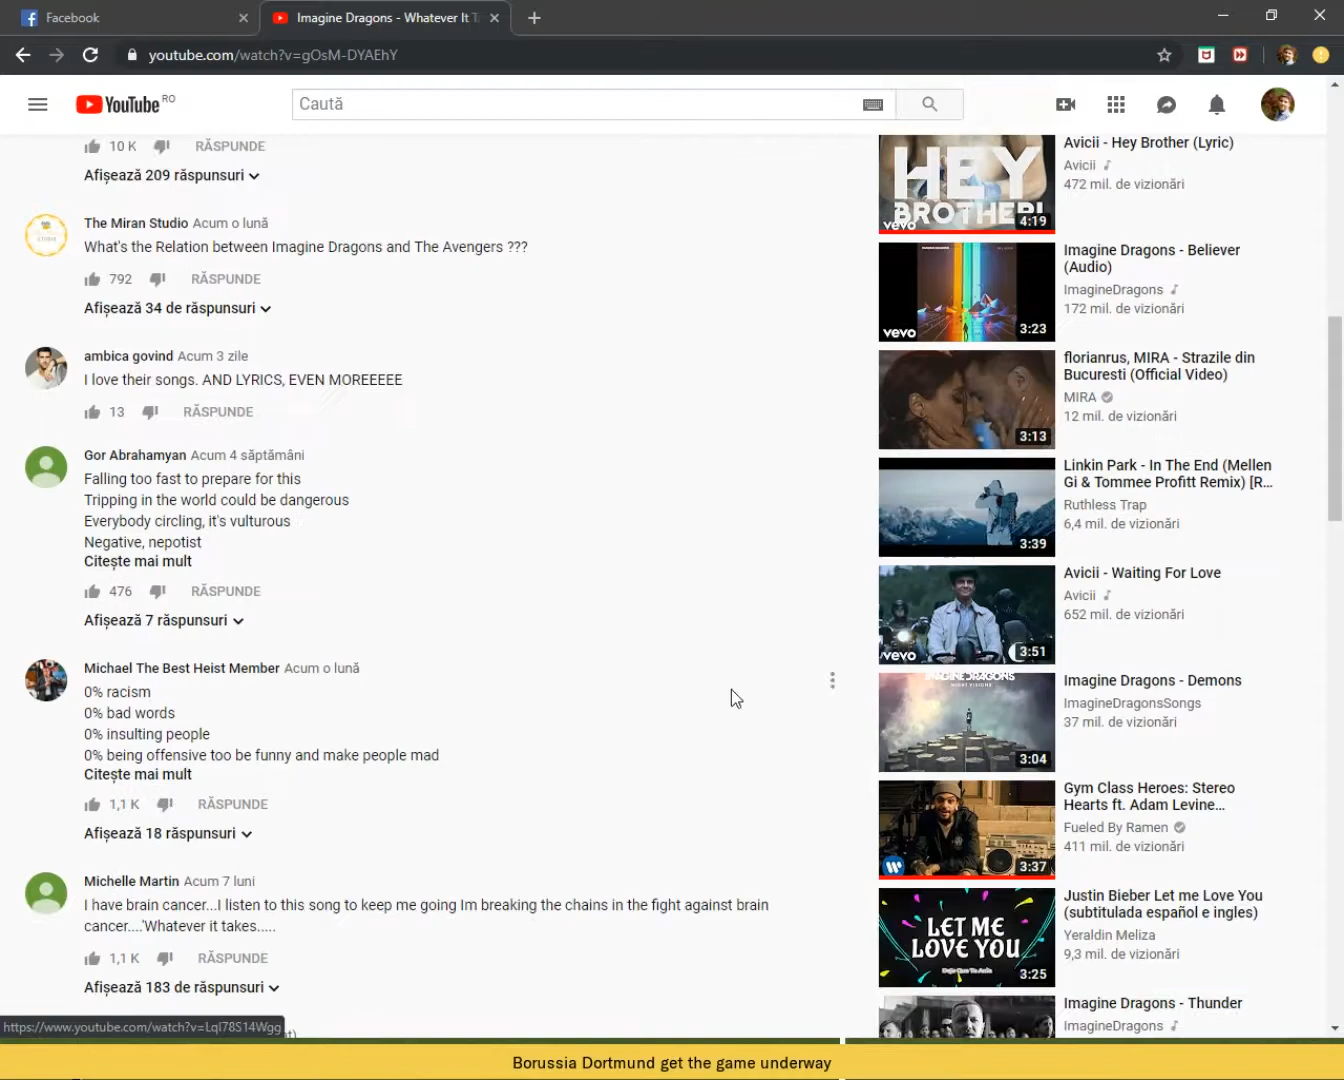 Facebook
Imagine Dragons - Whatever It T
youtube.com/watch?v=gOsM-DYAEhY
YouTube RO
Caută
10 K RĂSPUNDE
Afișează 209 răspunsuri
The Miran Studio Acum o lună
What's the Relation between Imagine Dragons and The Avengers ???
792 RĂSPUNDE
Afișează 34 de răspunsuri
ambica govind Acum 3 zile
I love their songs. AND LYRICS, EVEN MOREEEEE
13 RĂSPUNDE
Gor Abrahamyan Acum 4 săptămâni
Falling too fast to prepare for this
Tripping in the world could be dangerous
Everybody circling, it's vulturous
Negative, nepotist
Citește mai mult
476 RĂSPUNDE
Afișează 7 răspunsuri
Michael The Best Heist Member Acum o lună
0% racism
0% bad words
0% insulting people
0% being offensive too be funny and make people mad
Citește mai mult
1,1 K RĂSPUNDE
Afișează 18 răspunsuri
Michelle Martin Acum 7 luni
I have brain cancer...I listen to this song to keep me going Im breaking the chains in the fight against brain
cancer....'Whatever it takes.....
1,1 K RĂSPUNDE
Afișează 183 de răspunsuri
https://www.youtube.com/watch?v=LqI78S14Wgg
HEY
BROTHER!
vevo
4:19
Avicii - Hey Brother (Lyric)
Avicii
472 mil. de vizionări
vevo
3:23
Imagine Dragons - Believer
(Audio)
ImagineDragons
172 mil. de vizionări
3:13
florianrus, MIRA - Strazile din
Bucuresti (Official Video)
MIRA
12 mil. de vizionări
3:39
Linkin Park - In The End (Mellen
Gi & Tommee Profitt Remix) [R...
Ruthless Trap
6,4 mil. de vizionări
vevo
3:51
Avicii - Waiting For Love
Avicii
652 mil. de vizionări
IMAGINE DRAGONS
NIGHT VISIONS
3:04
Imagine Dragons - Demons
ImagineDragonsSongs
37 mil. de vizionări
3:37
Gym Class Heroes: Stereo
Hearts ft. Adam Levine...
Fueled By Ramen
411 mil. de vizionări
LET ME
LOVE YOU
3:25
Justin Bieber Let me Love You
(subtitulada español e ingles)
Yeraldin Meliza
9,3 mil. de vizionări
Imagine Dragons - Thunder
ImagineDragons
Borussia Dortmund get the game underway